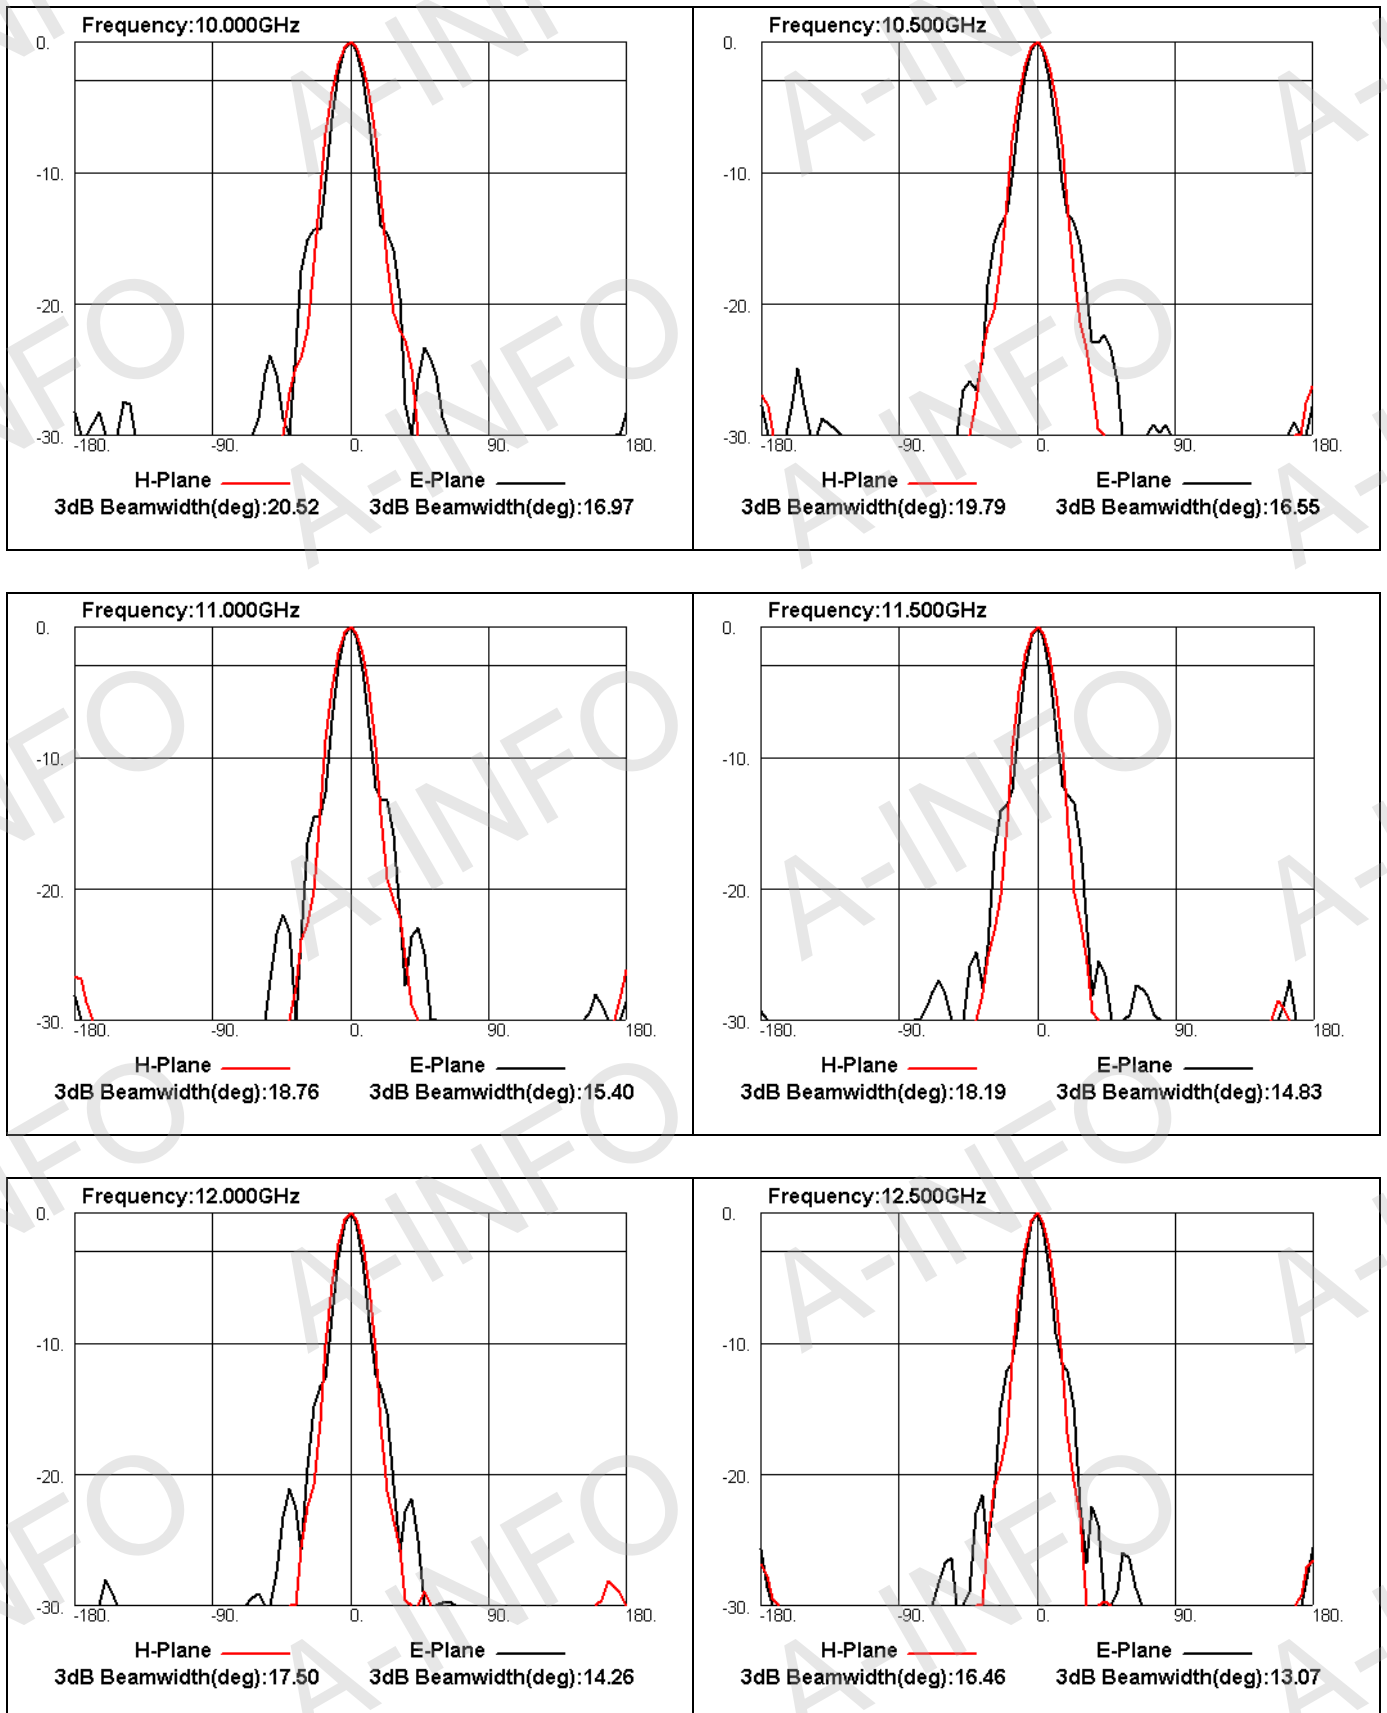 Frequency:10.000GHz
0.
-10.
-20.
-30.
-180. -90. 0. 90. 180.
H-Plane E-Plane
3dB Beamwidth(deg):20.52 3dB Beamwidth(deg):16.97
Frequency:10.500GHz
0.
-10.
-20.
-30.
-180. -90. 0. 90. 180.
H-Plane E-Plane
3dB Beamwidth(deg):19.79 3dB Beamwidth(deg):16.55
Frequency:11.000GHz
0.
-10.
-20.
-30.
-180. -90. 0. 90. 180.
H-Plane E-Plane
3dB Beamwidth(deg):18.76 3dB Beamwidth(deg):15.40
Frequency:11.500GHz
0.
-10.
-20.
-30.
-180. -90. 0. 90. 180.
H-Plane E-Plane
3dB Beamwidth(deg):18.19 3dB Beamwidth(deg):14.83
Frequency:12.000GHz
0.
-10.
-20.
-30.
-180. -90. 0. 90. 180.
H-Plane E-Plane
3dB Beamwidth(deg):17.50 3dB Beamwidth(deg):14.26
Frequency:12.500GHz
0.
-10.
-20.
-30.
-180. -90. 0. 90. 180.
H-Plane E-Plane
3dB Beamwidth(deg):16.46 3dB Beamwidth(deg):13.07
A-INFO
A-INFO
A-INFO
A-INFO
A-INFO
A-INFO